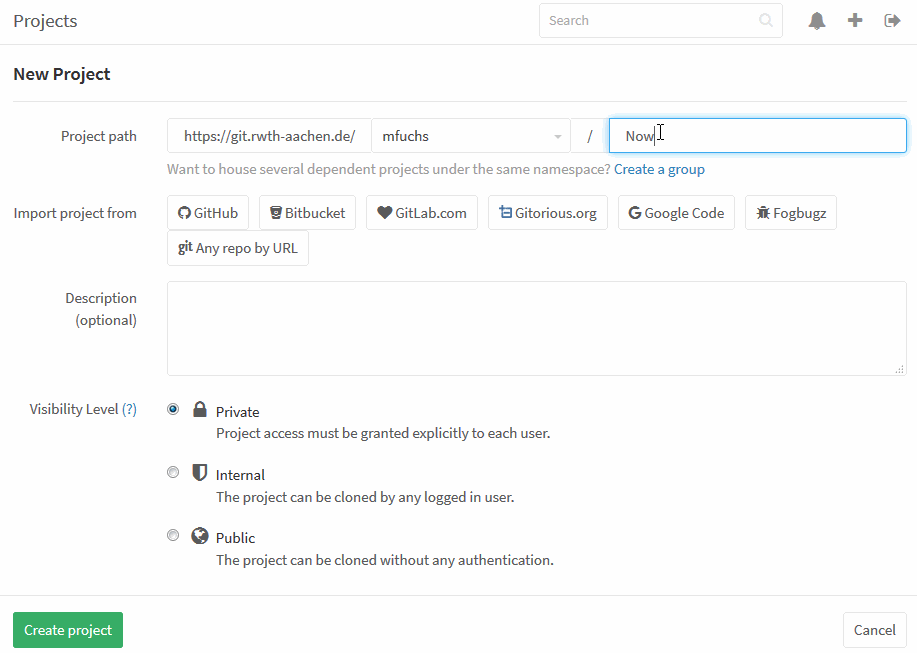 Projects Search
New Project
Project path https://git.rwth-aachen.de/ mfuchs / Now
Want to house several dependent projects under the same namespace? Create a group
Import project from GitHub Bitbucket GitLab.com Gitorious.org Google Code Fogbugz
git Any repo by URL
Description
(optional)
Visibility Level (?) Private
Project access must be granted explicitly to each user.
Internal
The project can be cloned by any logged in user.
Public
The project can be cloned without any authentication.
Create project Cancel